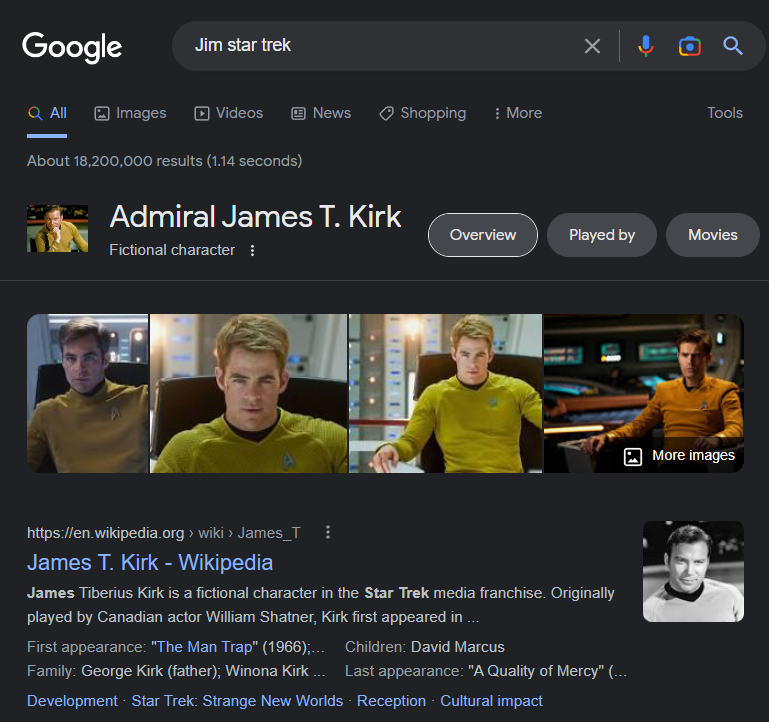 Google
Jim star trek
All Images Videos News Shopping More Tools
About 18,200,000 results (1.14 seconds)
Admiral James T. Kirk
Fictional character
Overview Played by Movies
More images
https://en.wikipedia.org › wiki › James_T
James T. Kirk - Wikipedia
James Tiberius Kirk is a fictional character in the Star Trek media franchise. Originally
played by Canadian actor William Shatner, Kirk first appeared in ...
First appearance: "The Man Trap" (1966);... Children: David Marcus
Family: George Kirk (father); Winona Kirk ... Last appearance: "A Quality of Mercy" (...
Development · Star Trek: Strange New Worlds · Reception · Cultural impact